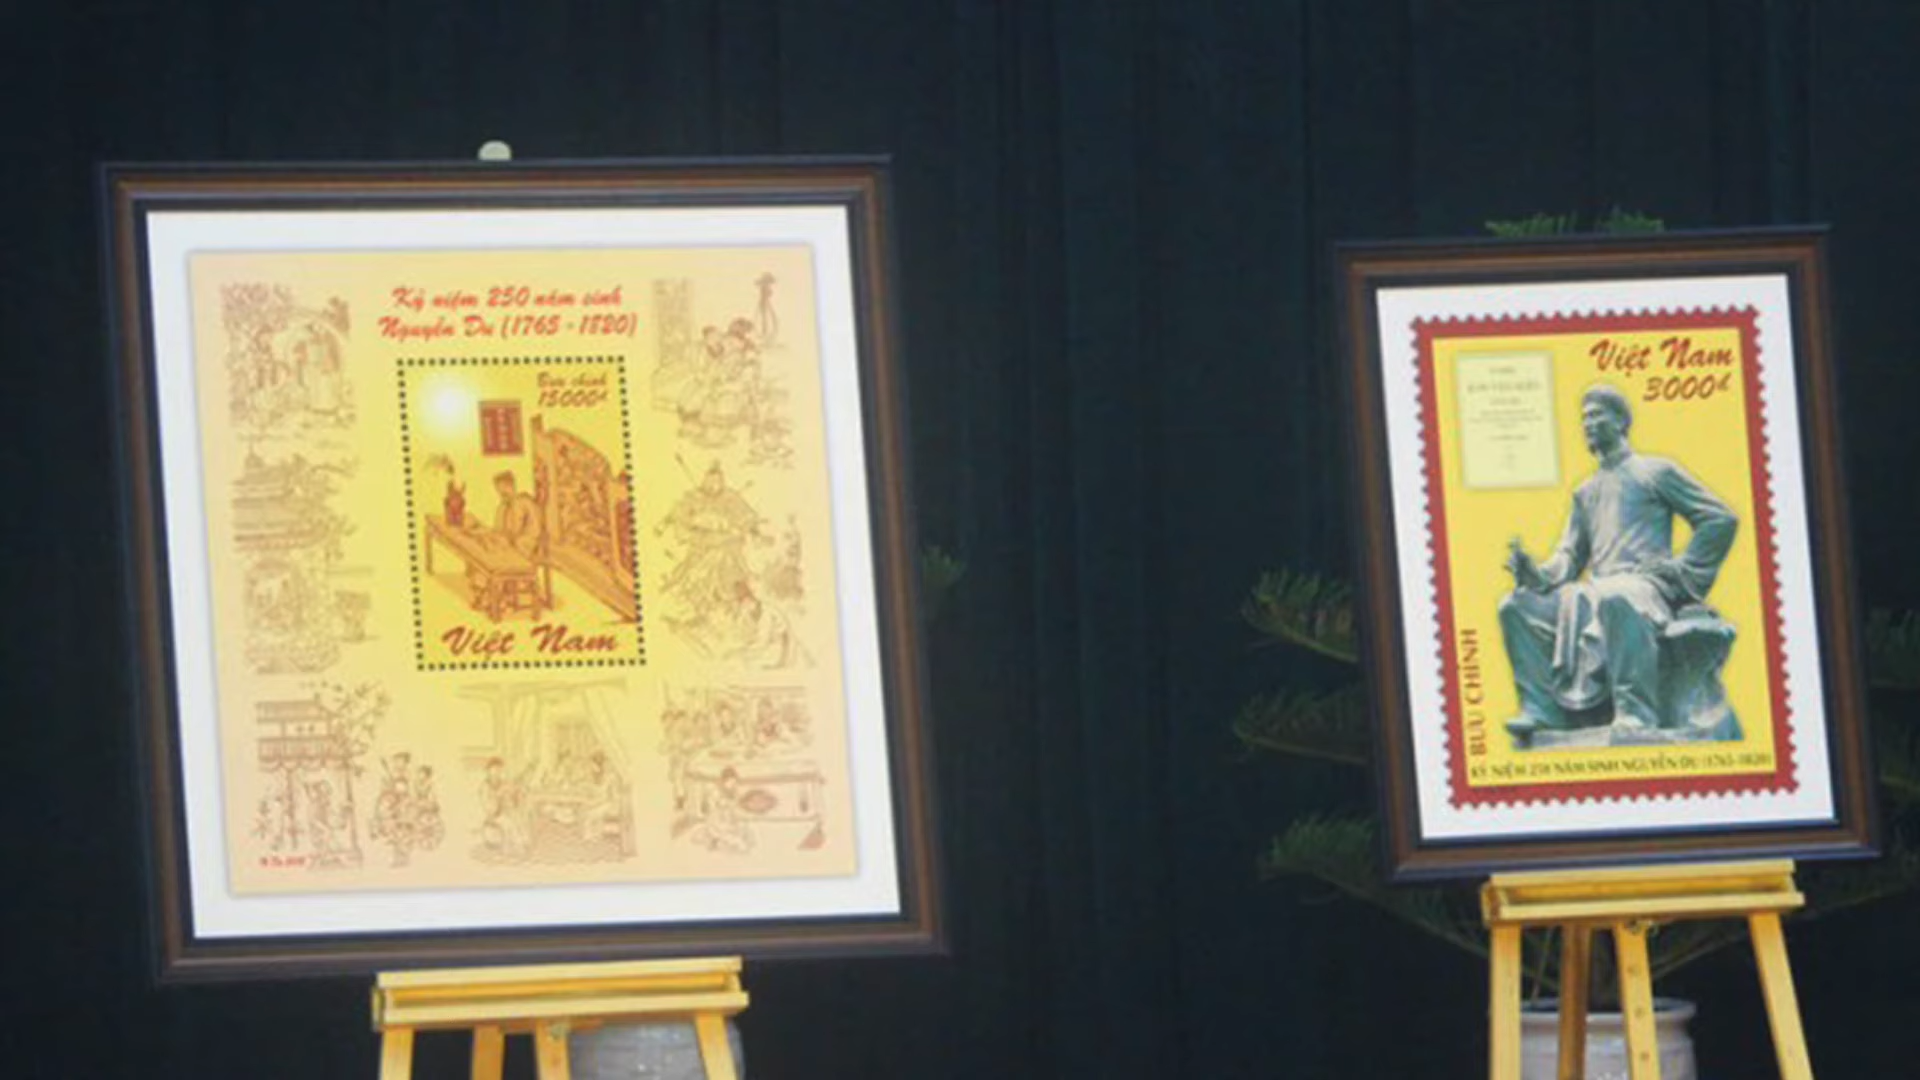 Kỷ niệm 250 năm sinh
Nguyễn Du (1765 - 1820)
Bưu chính
15000đ
Việt Nam
Việt Nam
3000đ
BƯU CHÍNH
KỶ NIỆM 250 NĂM SINH NGUYỄN DU (1765-1820)